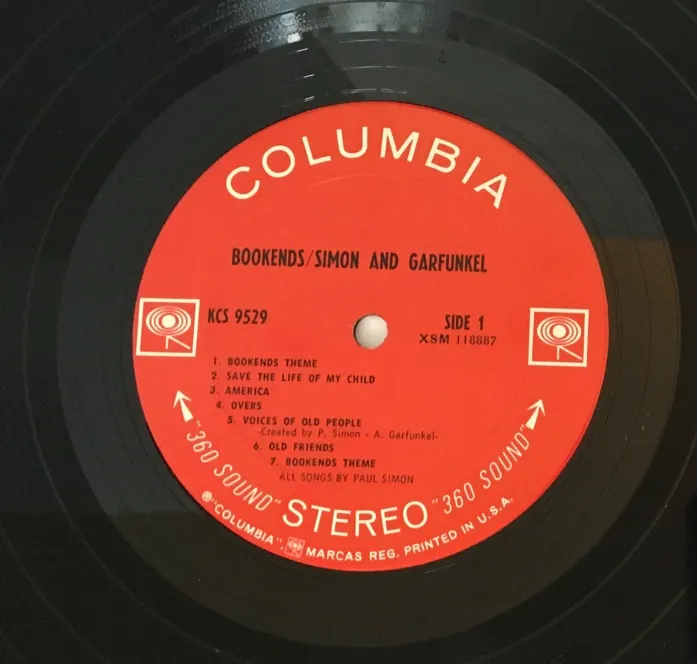 COLUMBIA
BOOKENDS/SIMON AND GARFUNKEL
KCS 9529
SIDE 1
XSM 118887
1. BOOKENDS THEME
2. SAVE THE LIFE OF MY CHILD
3. AMERICA
4. OVERS
5. VOICES OF OLD PEOPLE
-Created by P. Simon - A. Garfunkel-
6. OLD FRIENDS
7. BOOKENDS THEME
ALL SONGS BY PAUL SIMON
"360 SOUND" STEREO "360 SOUND"
®"COLUMBIA", MARCAS REG. PRINTED IN U.S.A.